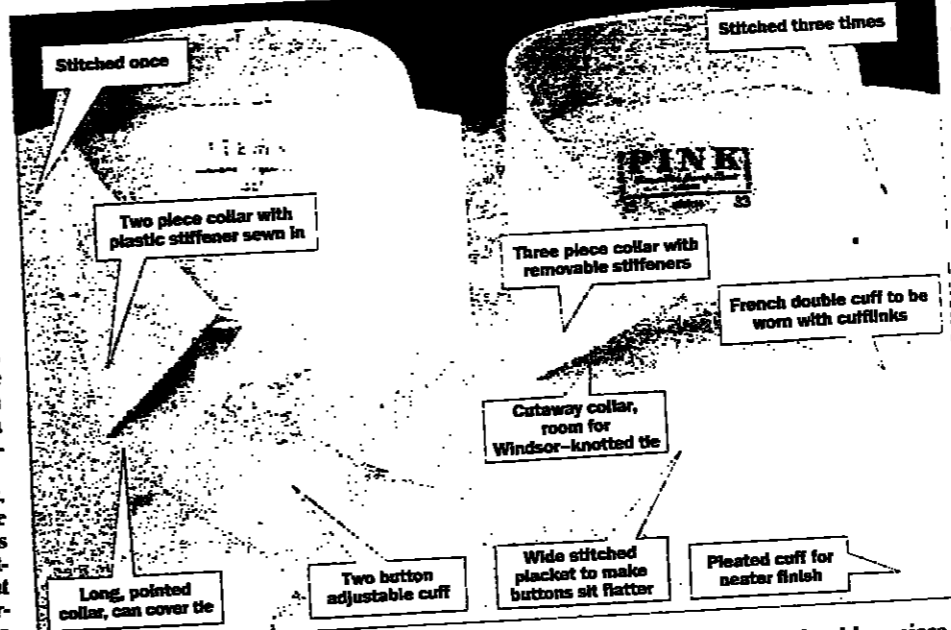 Stitched once
Stitched three times
PINK
33
Two piece collar with
plastic stiffener sewn in
Three piece collar with
removable stiffeners
French double cuff to be
worn with cufflinks
Cutaway collar,
room for
Windsor-knotted tie
Long, pointed
collar, can cover tie
Two button
adjustable cuff
Wide stitched
placket to make
buttons sit flatter
Pleated cuff for
neater finish